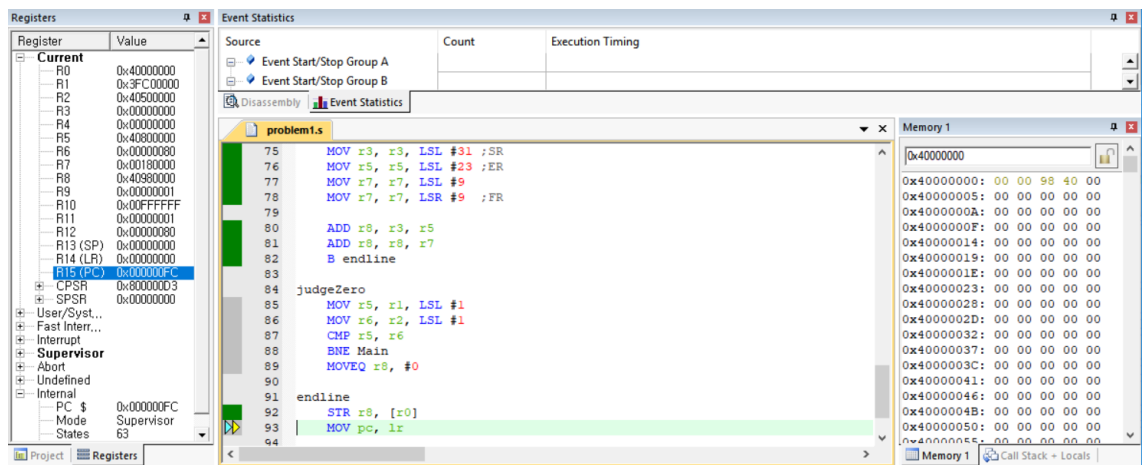 Registers
Register Value
Current
R0 0x40000000
R1 0x3FC00000
R2 0x40500000
R3 0x00000000
R4 0x00000000
R5 0x40800000
R6 0x00000080
R7 0x00180000
R8 0x40980000
R9 0x00000001
R10 0x00FFFFFF
R11 0x00000001
R12 0x00000080
R13 (SP) 0x00000000
R14 (LR) 0x00000000
R15 (PC) 0x000000FC
CPSR 0x800000D3
SPSR 0x00000000
User/Syst...
Fast Interr...
Interrupt
Supervisor
Abort
Undefined
Internal
PC $ 0x000000FC
Mode Supervisor
States 63
Project Registers
Event Statistics
Source Count Execution Timing
Event Start/Stop Group A
Event Start/Stop Group B
Disassembly Event Statistics
problem1.s
75 MOV r3, r3, LSL #31 ;SR
76 MOV r5, r5, LSL #23 ;ER
77 MOV r7, r7, LSL #9
78 MOV r7, r7, LSR #9 ;FR
79
80 ADD r8, r3, r5
81 ADD r8, r8, r7
82 B endline
83
84 judgeZero
85 MOV r5, r1, LSL #1
86 MOV r6, r2, LSL #1
87 CMP r5, r6
88 BNE Main
89 MOVEQ r8, #0
90
91 endline
92 STR r8, [r0]
93 MOV pc, lr
94
Memory 1
0x40000000
0x40000000: 00 00 98 40 00
0x40000005: 00 00 00 00 00
0x4000000A: 00 00 00 00 00
0x4000000F: 00 00 00 00 00
0x40000014: 00 00 00 00 00
0x40000019: 00 00 00 00 00
0x4000001E: 00 00 00 00 00
0x40000023: 00 00 00 00 00
0x40000028: 00 00 00 00 00
0x4000002D: 00 00 00 00 00
0x40000032: 00 00 00 00 00
0x40000037: 00 00 00 00 00
0x4000003C: 00 00 00 00 00
0x40000041: 00 00 00 00 00
0x40000046: 00 00 00 00 00
0x4000004B: 00 00 00 00 00
0x40000050: 00 00 00 00 00
0x40000055: 00 00 00 00 00
Memory 1 Call Stack + Locals